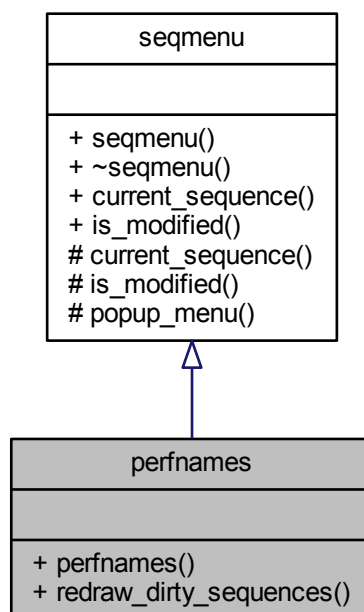 seqmenu
+ seqmenu()
+ ~seqmenu()
+ current_sequence()
+ is_modified()
# current_sequence()
# is_modified()
# popup_menu()
perfnames
+ perfnames()
+ redraw_dirty_sequences()